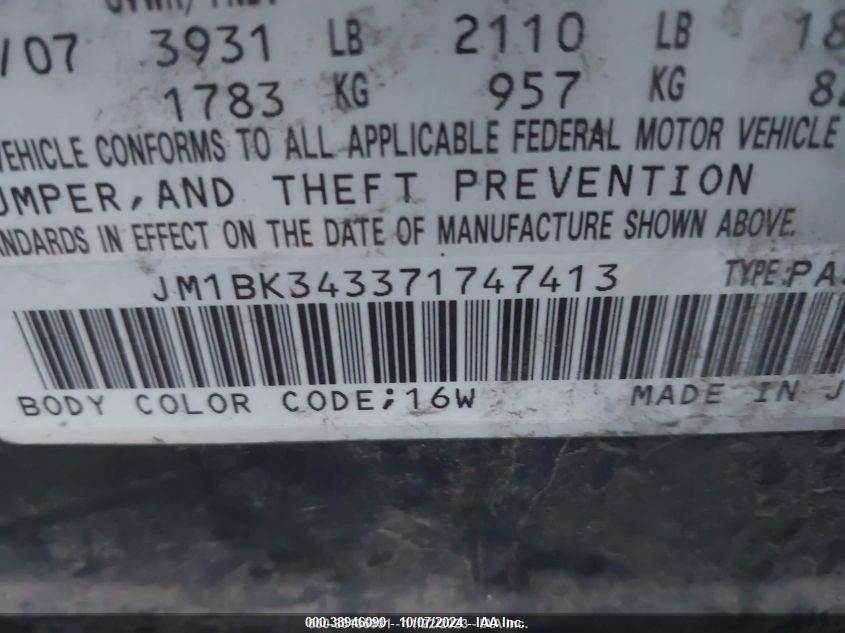 /07 3931 LB 2110 LB 18
1783 KG 957 KG 8
VEHICLE CONFORMS TO ALL APPLICABLE FEDERAL MOTOR VEHICLE
UMPER, AND THEFT PREVENTION
NDARDS IN EFFECT ON THE DATE OF MANUFACTURE SHOWN ABOVE.
JM1BK343371747413 TYPE:PA
BODY COLOR CODE;16W MADE IN J
000-38946090 - 10/07/2024 - IAA Inc.